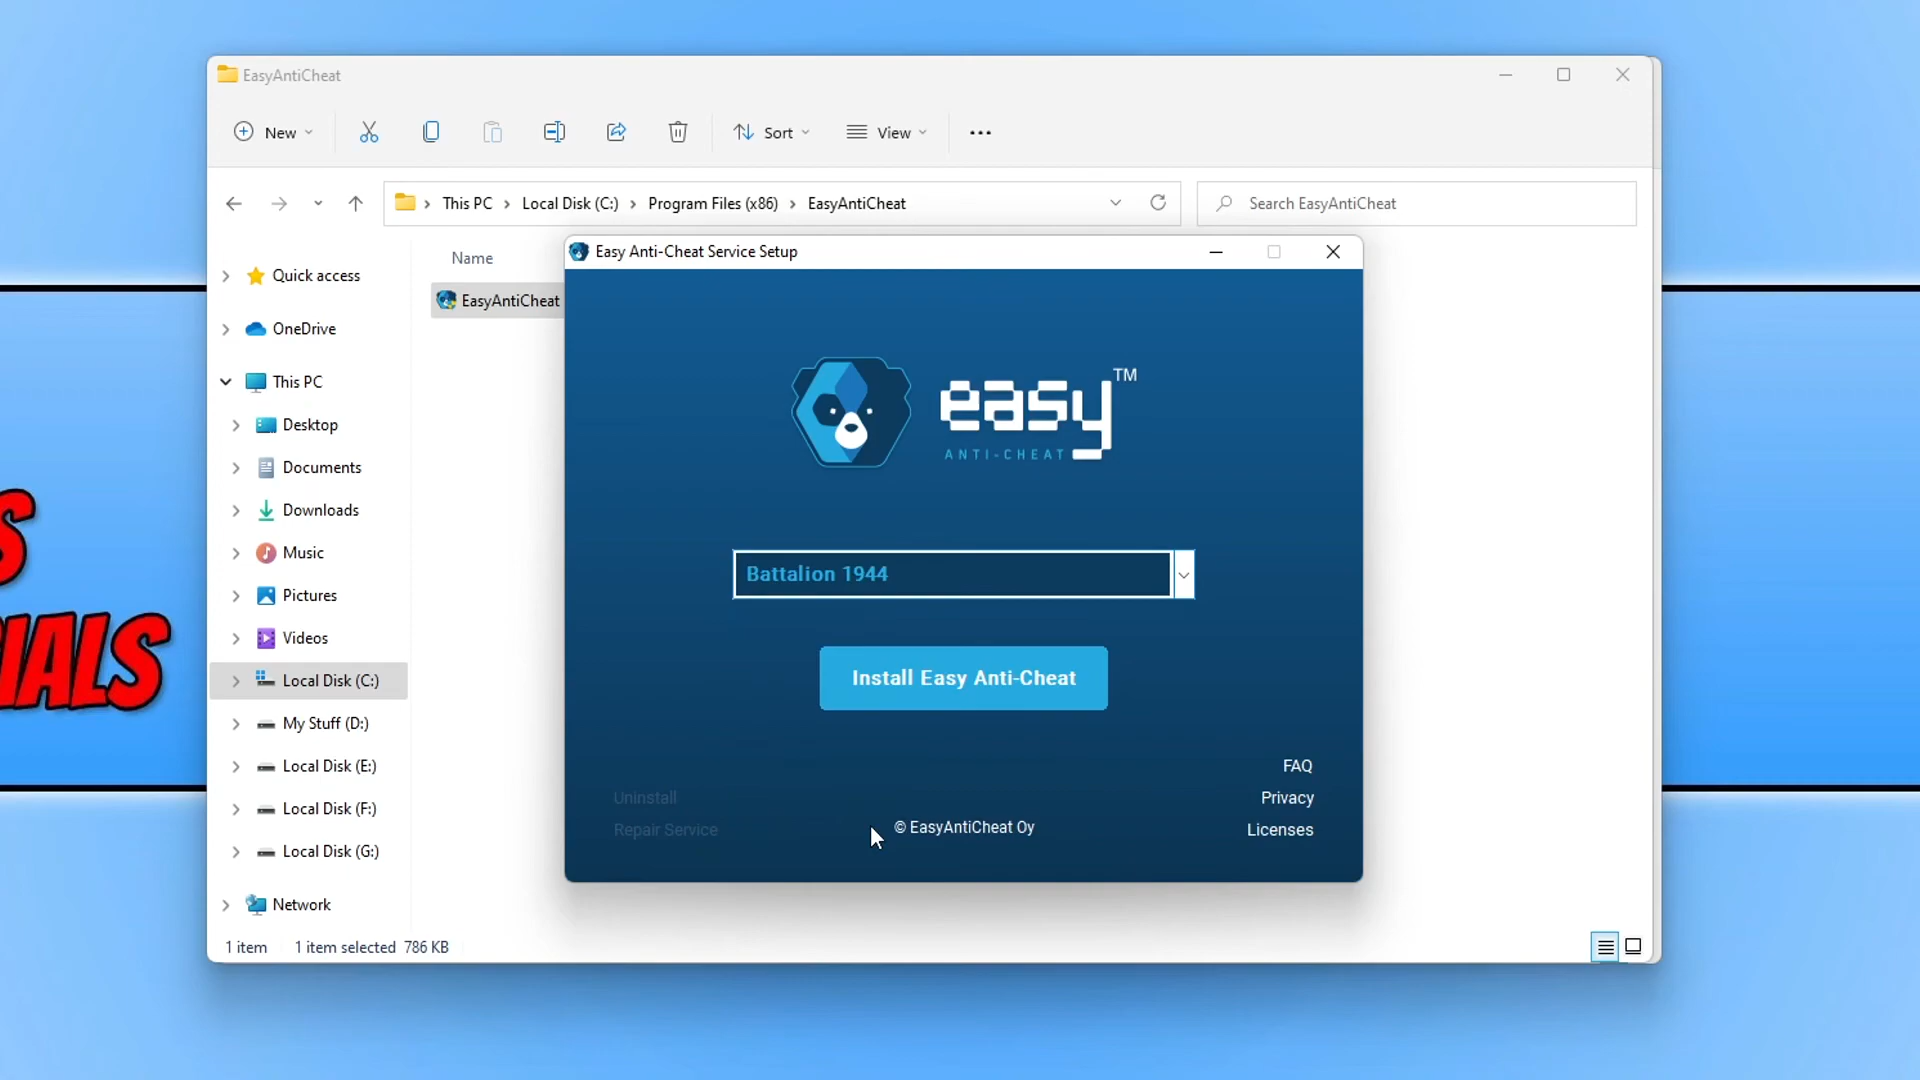 EasyAntiCheat
New
Sort
View
This PC
Local Disk (C:)
Program Files (x86)
EasyAntiCheat
Search EasyAntiCheat
Name
EasyAntiCheat
Quick access
OneDrive
This PC
Desktop
Documents
Downloads
Music
Pictures
Videos
Local Disk (C:)
My Stuff (D:)
Local Disk (E:)
Local Disk (F:)
Local Disk (G:)
Network
1 item 1 item selected 786 KB
Easy Anti-Cheat Service Setup
easy™
ANTI-CHEAT
Battalion 1944
Install Easy Anti-Cheat
FAQ
Uninstall
Privacy
Repair Service
© EasyAntiCheat Oy
Licenses
S
IALS